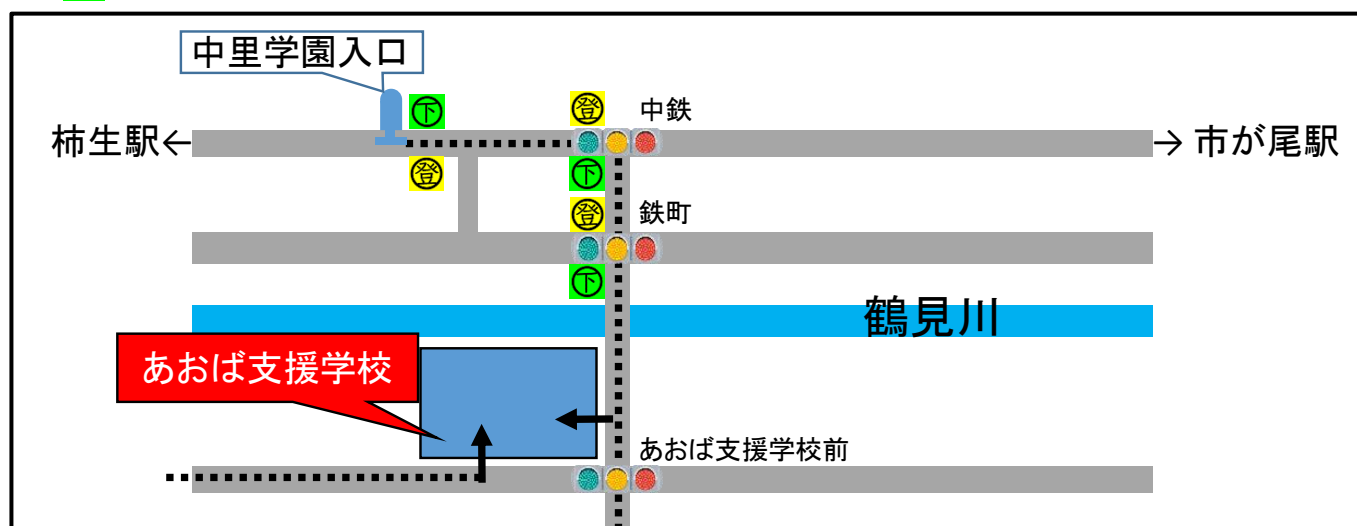 中里学園入口
下
登
中鉄
柿生駅←
→ 市が尾駅
登
下
登
鉄町
下
鶴見川
あおば支援学校
あおば支援学校前